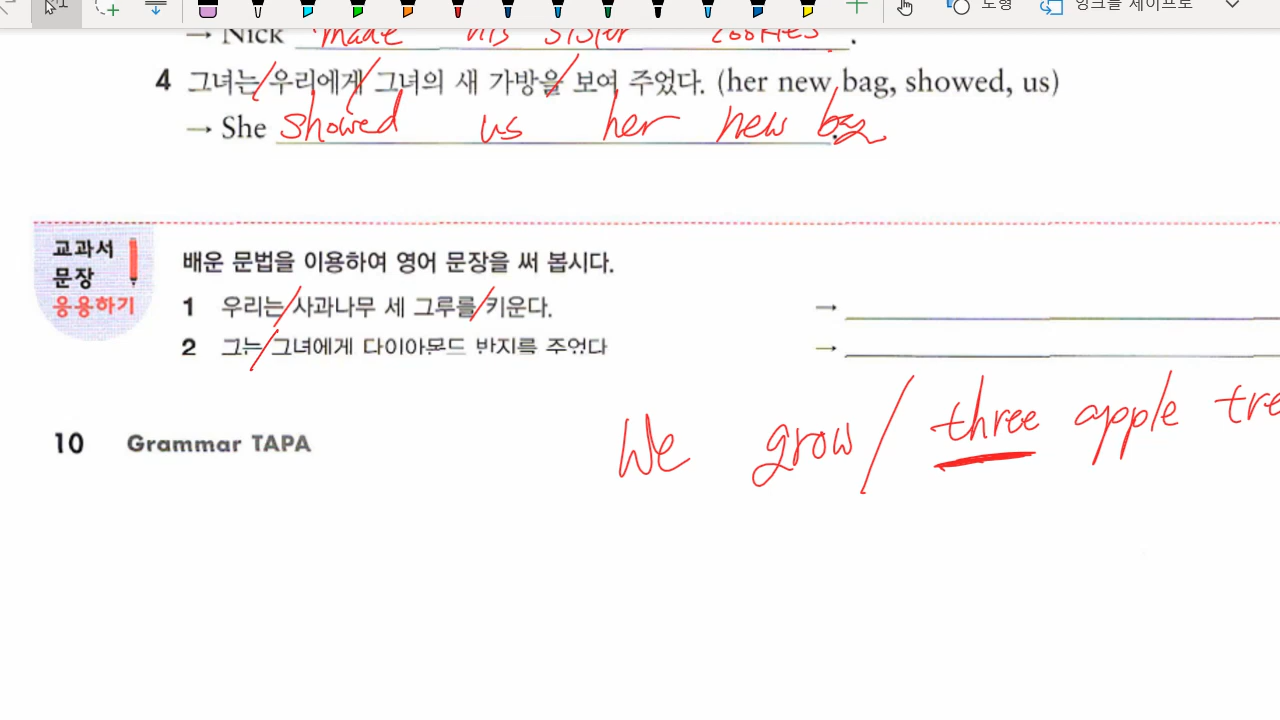 도형 잉크를 셰이프로
→ Nick made his sister cookies.
4 그녀는/우리에게/그녀의 새 가방을/보여 주었다. (her new bag, showed, us)
→ She showed us her new bag.
교과서
문장
응용하기
배운 문법을 이용하여 영어 문장을 써 봅시다.
1 우리는/사과나무 세 그루를/키운다. →
2 그는/그녀에게 다이아몬드 반지를 주었다 →
We grow / three apple tre
10 Grammar TAPA